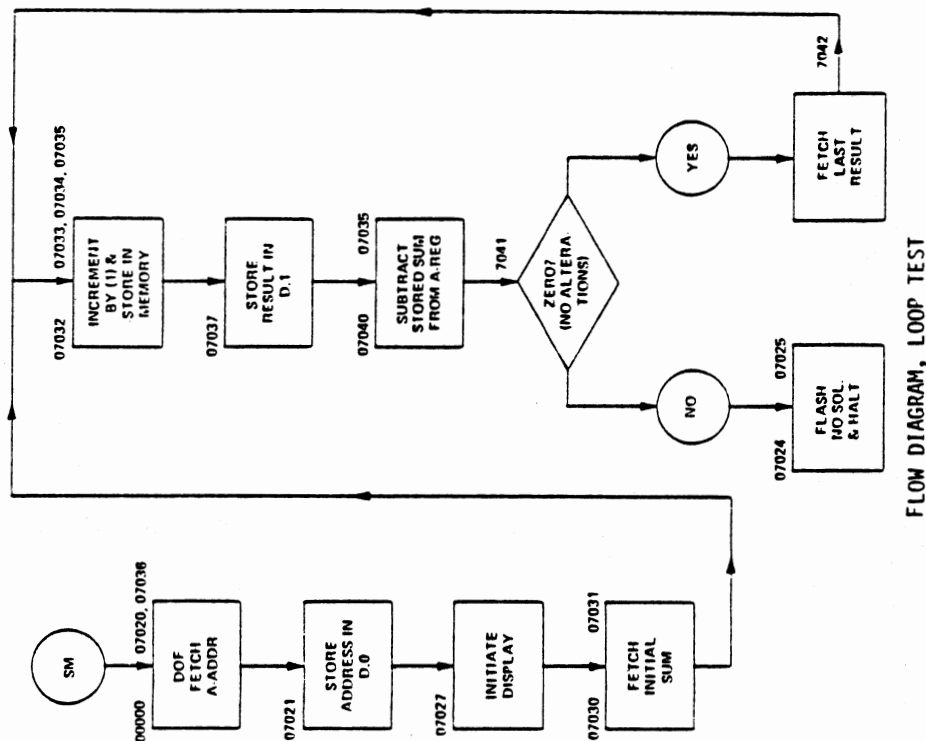 SM
00000
07020, 07036
DOF
FETCH
A-ADDR
07021
STORE
ADDRESS IN
D.0
07027
INITIATE
DISPLAY
07030
07031
FETCH
INITIAL
SUM
07032
07033, 07034, 07035
INCREMENT
BY (1) &
STORE IN
MEMORY
07037
STORE
RESULT IN
D.1
07040
07035
SUBTRACT
STORED SUM
FROM A-REG
7041
ZERO?
(NO ALTERA-
TIONS)
NO
07024
07025
FLASH
NO SOL.
& HALT
YES
FETCH
LAST
RESULT
7042
FLOW DIAGRAM, LOOP TEST